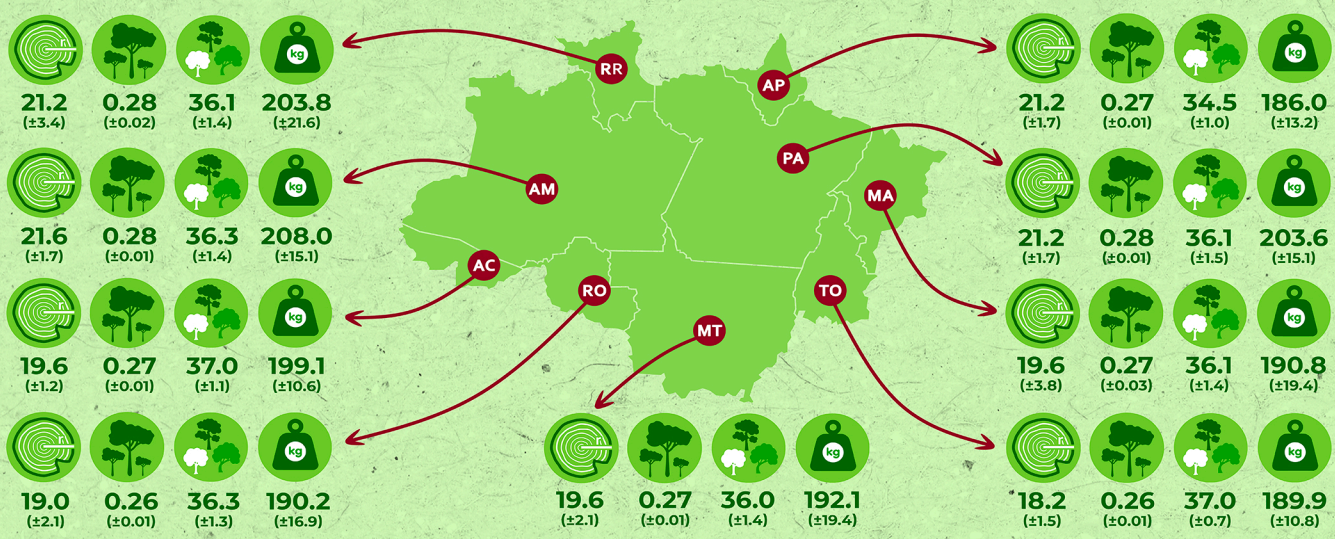 kg kg
RR
21.2 0.28 36.1 203.8
(±3.4) (±0.02) (±1.4) (±21.6)
AP
21.2 0.27 34.5 186.0
(±1.7) (±0.01) (±1.0) (±13.2)
PA
kg kg
AM MA
21.6 0.28 36.3 208.0
(±1.7) (±0.01) (±1.4) (±15.1)
21.2 0.28 36.1 203.6
(±1.7) (±0.01) (±1.5) (±15.1)
AC
RO TO
kg kg
MT
19.6 0.27 37.0 199.1
(±1.2) (±0.01) (±1.1) (±10.6)
19.6 0.27 36.1 190.8
(±3.8) (±0.03) (±1.4) (±19.4)
kg kg kg
19.0 0.26 36.3 190.2
(±2.1) (±0.01) (±1.3) (±16.9)
19.6 0.27 36.0 192.1
(±2.1) (±0.01) (±1.4) (±19.4)
18.2 0.26 37.0 189.9
(±1.5) (±0.01) (±0.7) (±10.8)